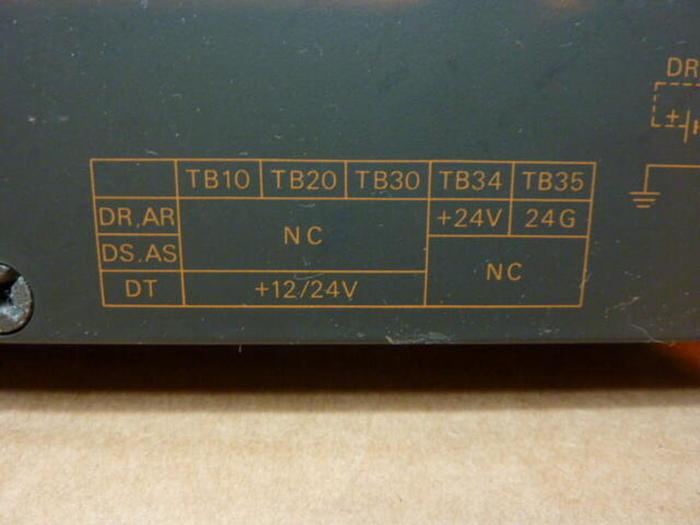 DR
±
TB10 TB20 TB30 TB34 TB35
DR,AR NC +24V 24G
DS.AS NC
DT +12/24V